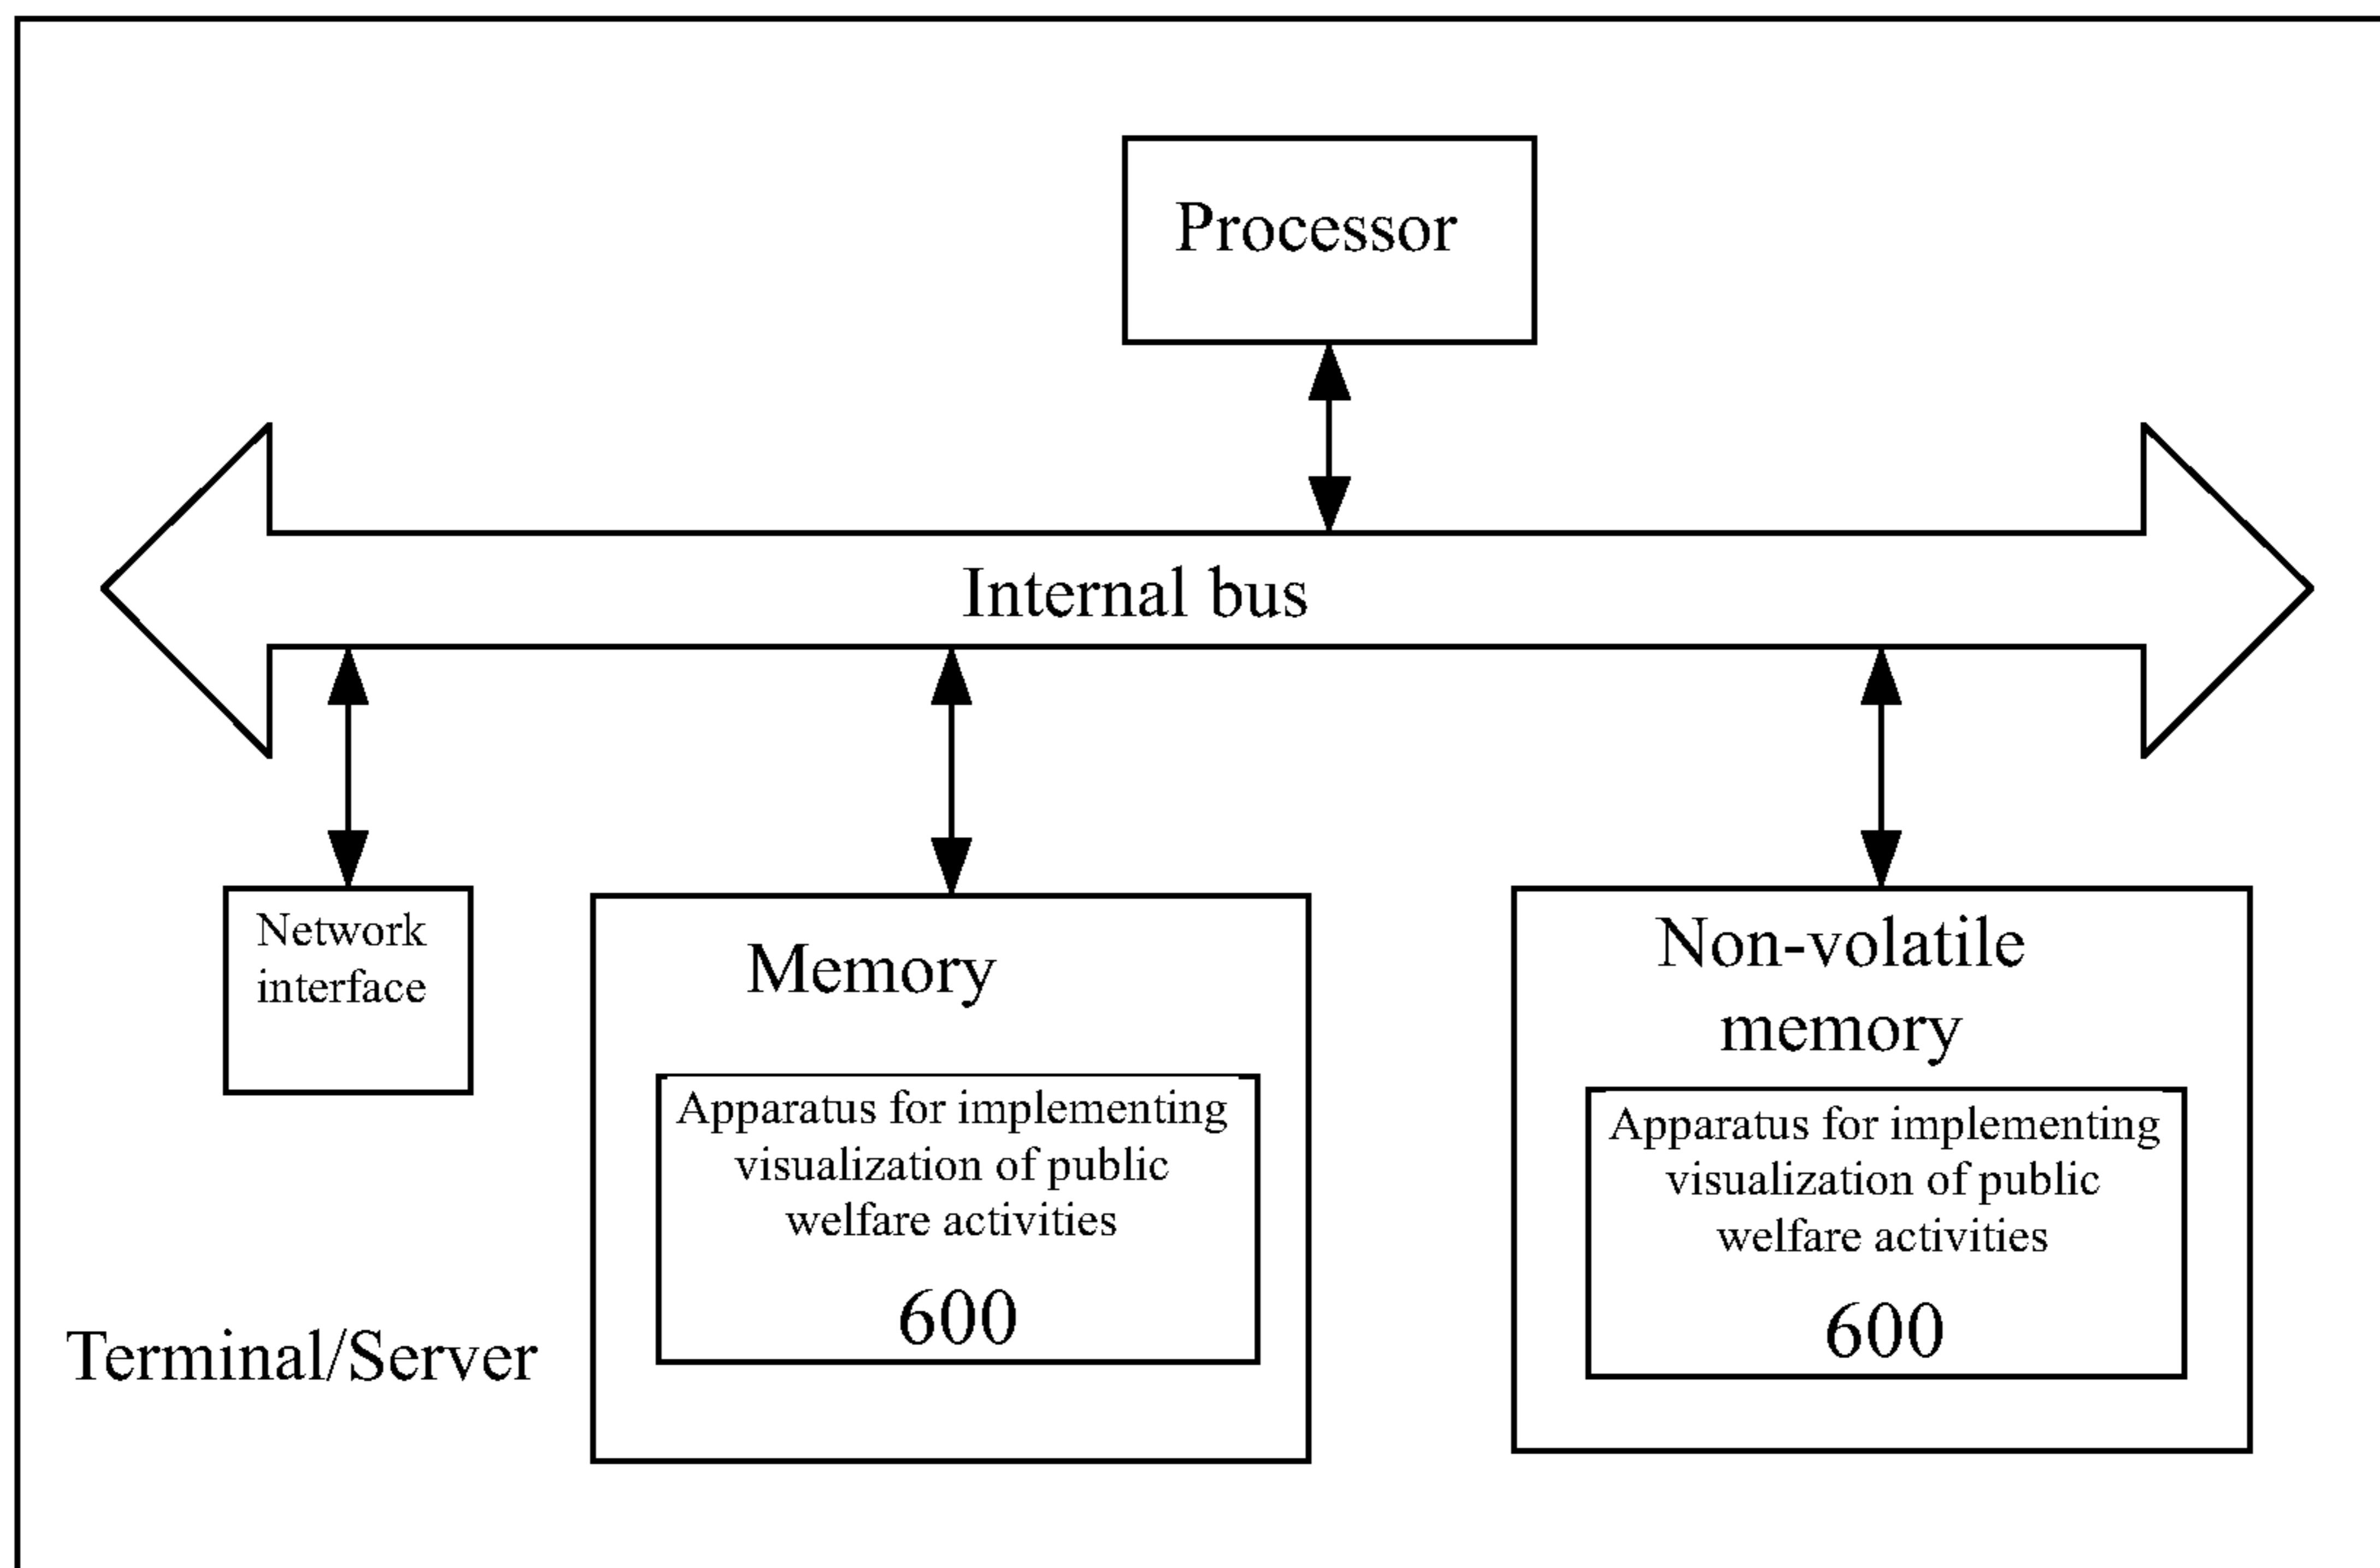 Processor
Internal bus
Network
interface
Memory
Apparatus for implementing
visualization of public
welfare activities
600
Non-volatile
memory
Apparatus for implementing
visualization of public
welfare activities
600
Terminal/Server